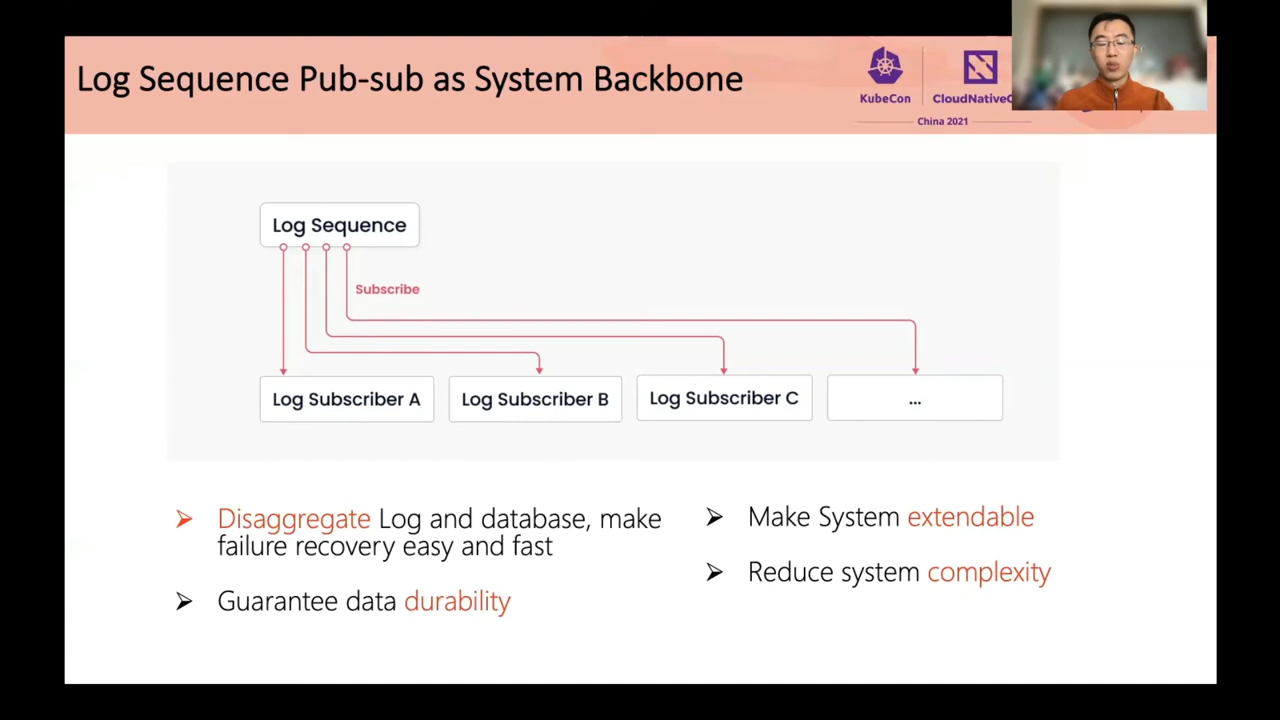 Log Sequence Pub-sub as System Backbone
KubeCon
CloudNativeC
China 2021
Log Sequence
Subscribe
Log Subscriber A
Log Subscriber B
Log Subscriber C
...
Disaggregate Log and database, make
failure recovery easy and fast
Guarantee data durability
Make System extendable
Reduce system complexity